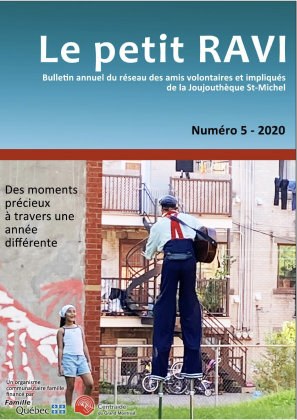 Le petit RAVI
Bulletin annuel du réseau des amis volontaires et impliqués
de la Joujouthèque St-Michel
Numéro 5 - 2020
Des moments
précieux
à travers une
année
différente
Un organisme
communautaire famille
financé par
Famille
Québec
Centraide
du Grand Montréal